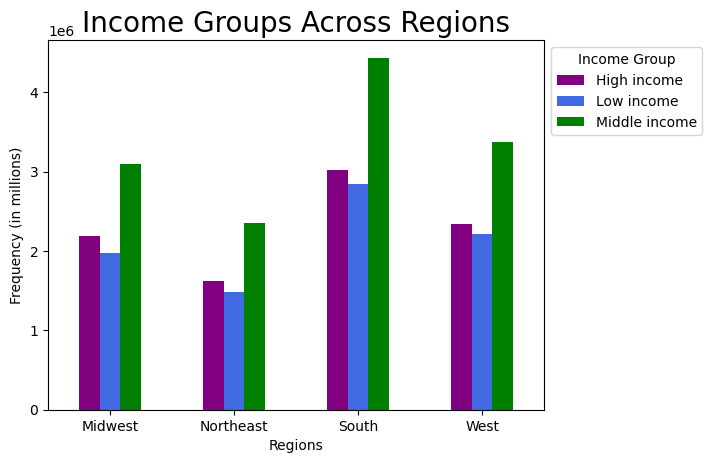 Income Groups Across Regions
1e6
Income Group
High income
Low income
Middle income
4
3
2
1
0
Frequency (in millions)
Midwest Northeast South West
Regions